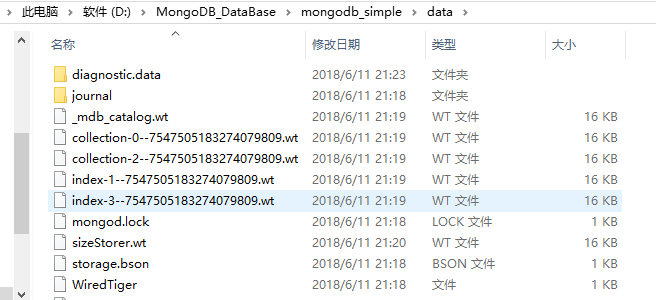 此电脑 > 软件 (D:) > MongoDB_DataBase > mongodb_simple > data >
名称 修改日期 类型 大小
diagnostic.data 2018/6/11 21:23 文件夹
journal 2018/6/11 21:18 文件夹
_mdb_catalog.wt 2018/6/11 21:19 WT 文件 16 KB
collection-0--7547505183274079809.wt 2018/6/11 21:19 WT 文件 16 KB
collection-2--7547505183274079809.wt 2018/6/11 21:19 WT 文件 16 KB
index-1--7547505183274079809.wt 2018/6/11 21:19 WT 文件 16 KB
index-3--7547505183274079809.wt 2018/6/11 21:19 WT 文件 16 KB
mongod.lock 2018/6/11 21:18 LOCK 文件 1 KB
sizeStorer.wt 2018/6/11 21:20 WT 文件 16 KB
storage.bson 2018/6/11 21:18 BSON 文件 1 KB
WiredTiger 2018/6/11 21:18 文件 1 KB